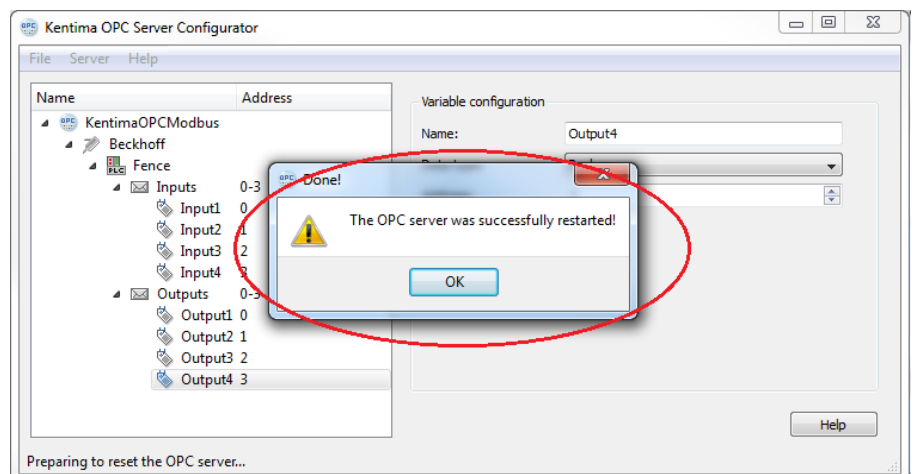 Kentima OPC Server Configurator
File Server Help
Name Address
KentimaOPCModbus
Beckhoff
PLC Fence
Inputs 0-3
Input1 0
Input2 1
Input3 2
Input4 3
Outputs 0-3
Output1 0
Output2 1
Output3 2
Output4 3
Variable configuration
Name: Output4
Done!
The OPC server was successfully restarted!
OK
Help
Preparing to reset the OPC server...